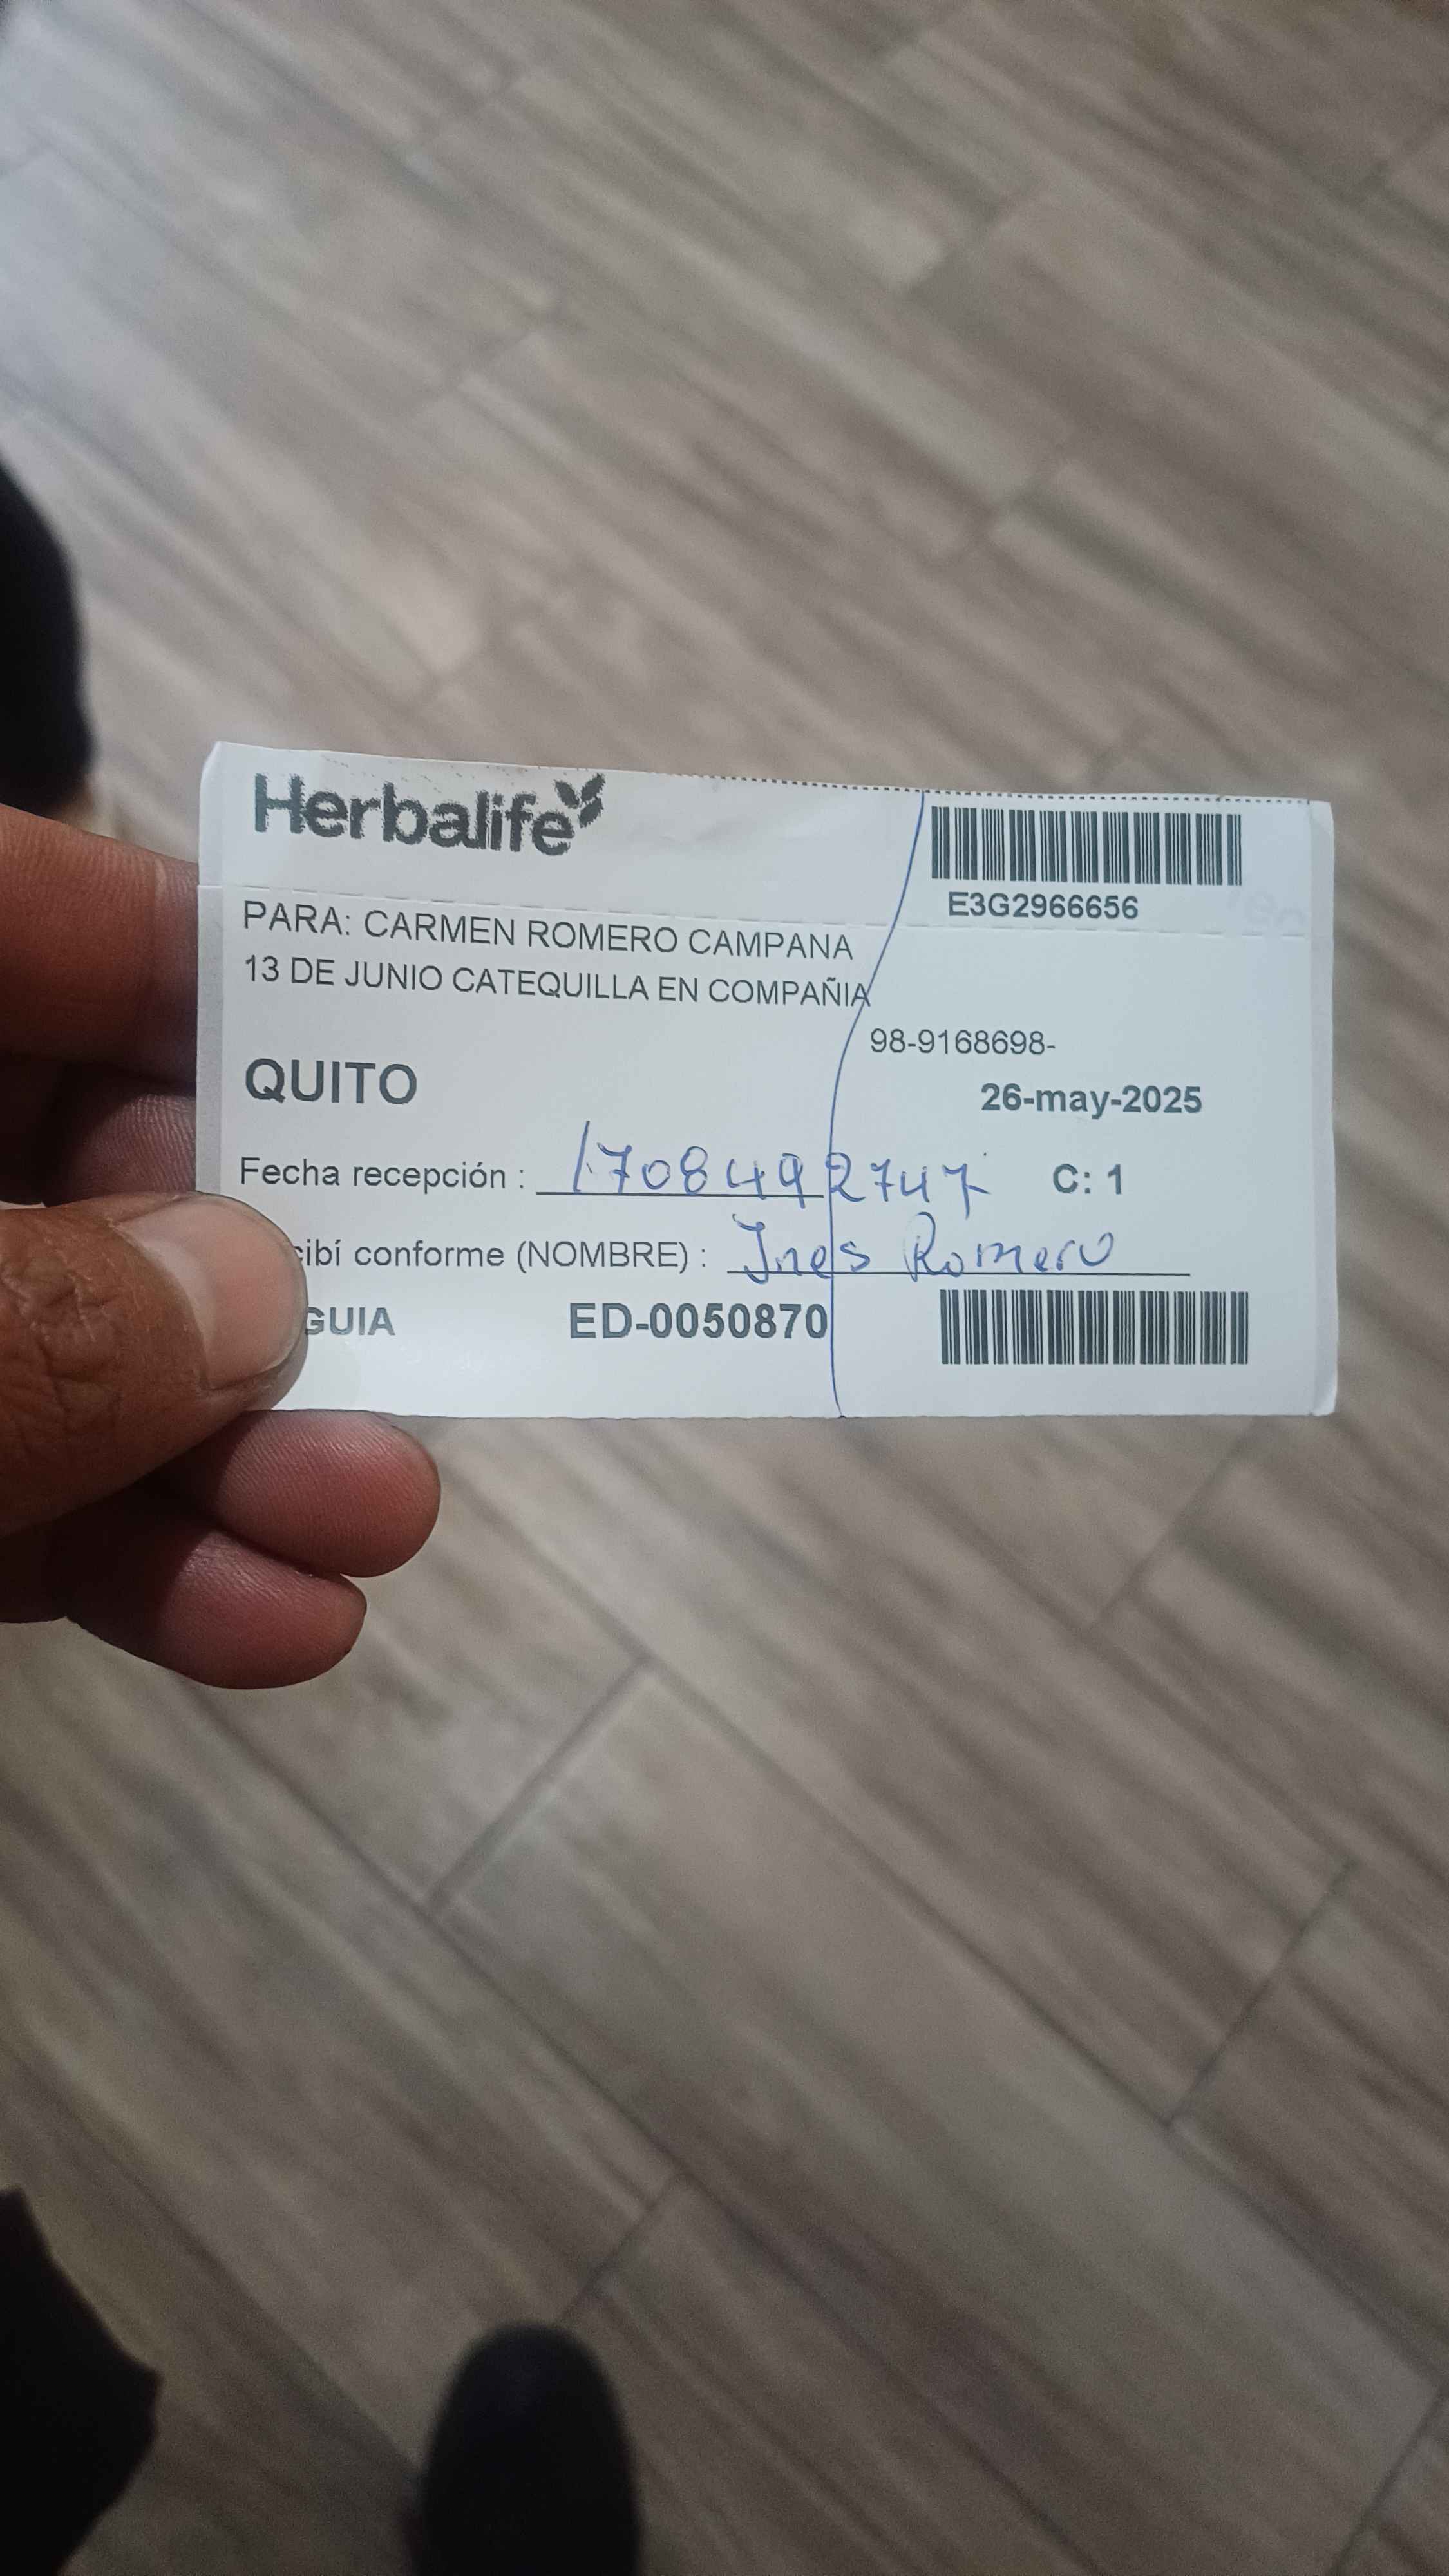 Herbalife
E3G2966656
PARA: CARMEN ROMERO CAMPANA
13 DE JUNIO CATEQUILLA EN COMPAÑIA
98-9168698-
QUITO
26-may-2025
Fecha recepción : 1708492747 C: 1
cibí conforme (NOMBRE) : Ines Romero
GUIA ED-0050870